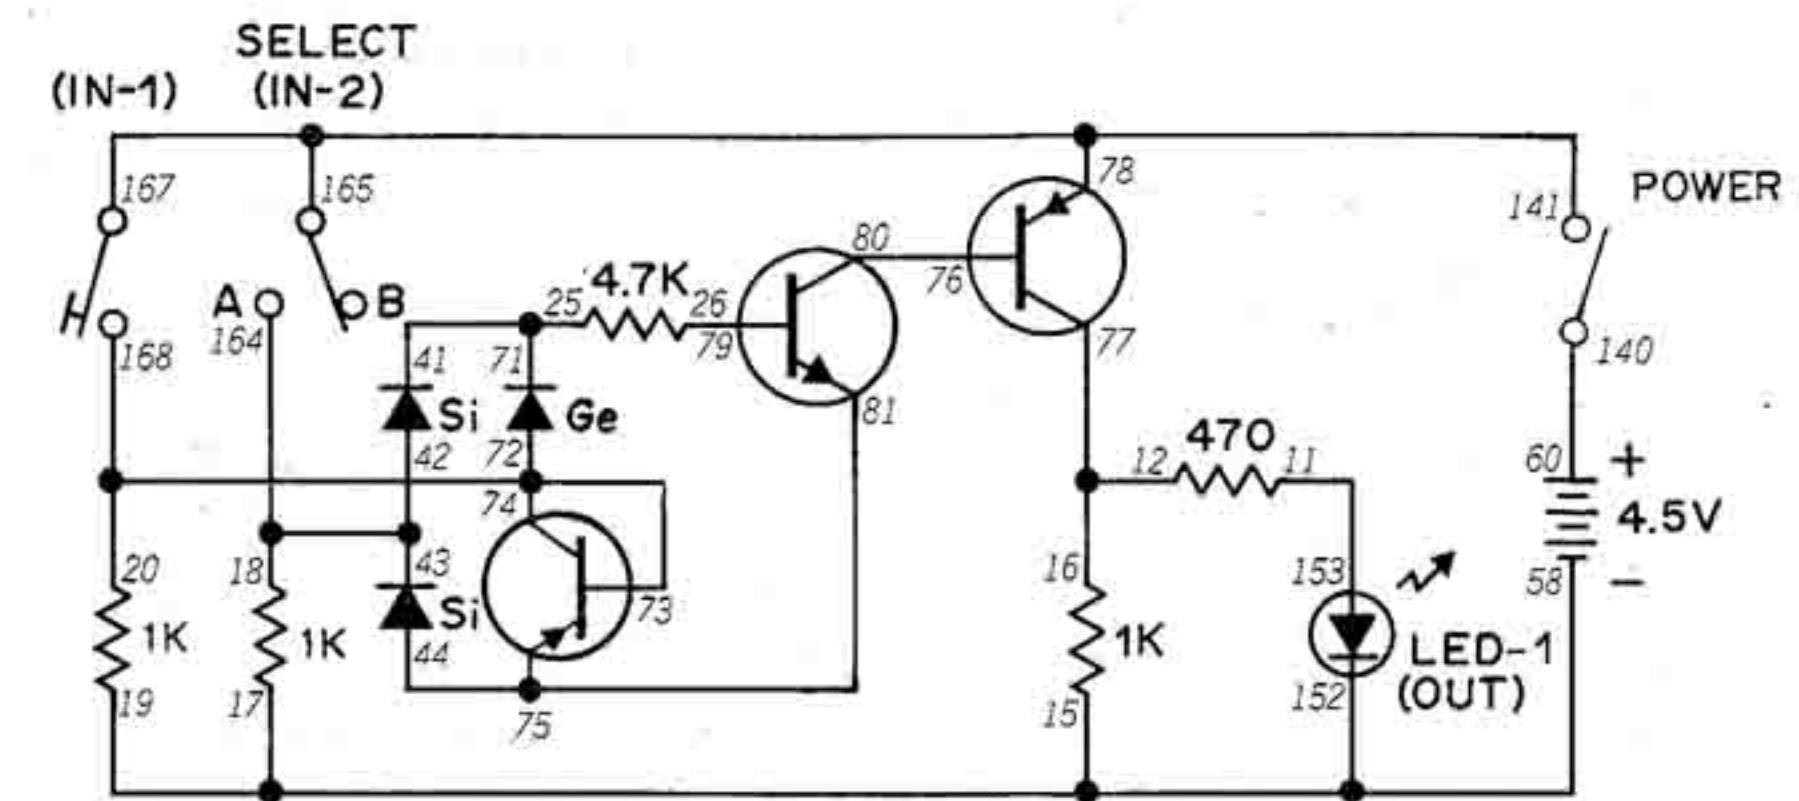 SELECT
(IN-1) (IN-2)
167 165 78 141 POWER
A B 25 4.7K 26 80 76
164 168 79 77 140
41 71 81
Si Ge 470
42 72 12 11 60 +
74 4.5V
20 18 43 16 153 58 −
1K 1K Si 73 1K LED-1
44 (OUT)
19 17 75 15 152